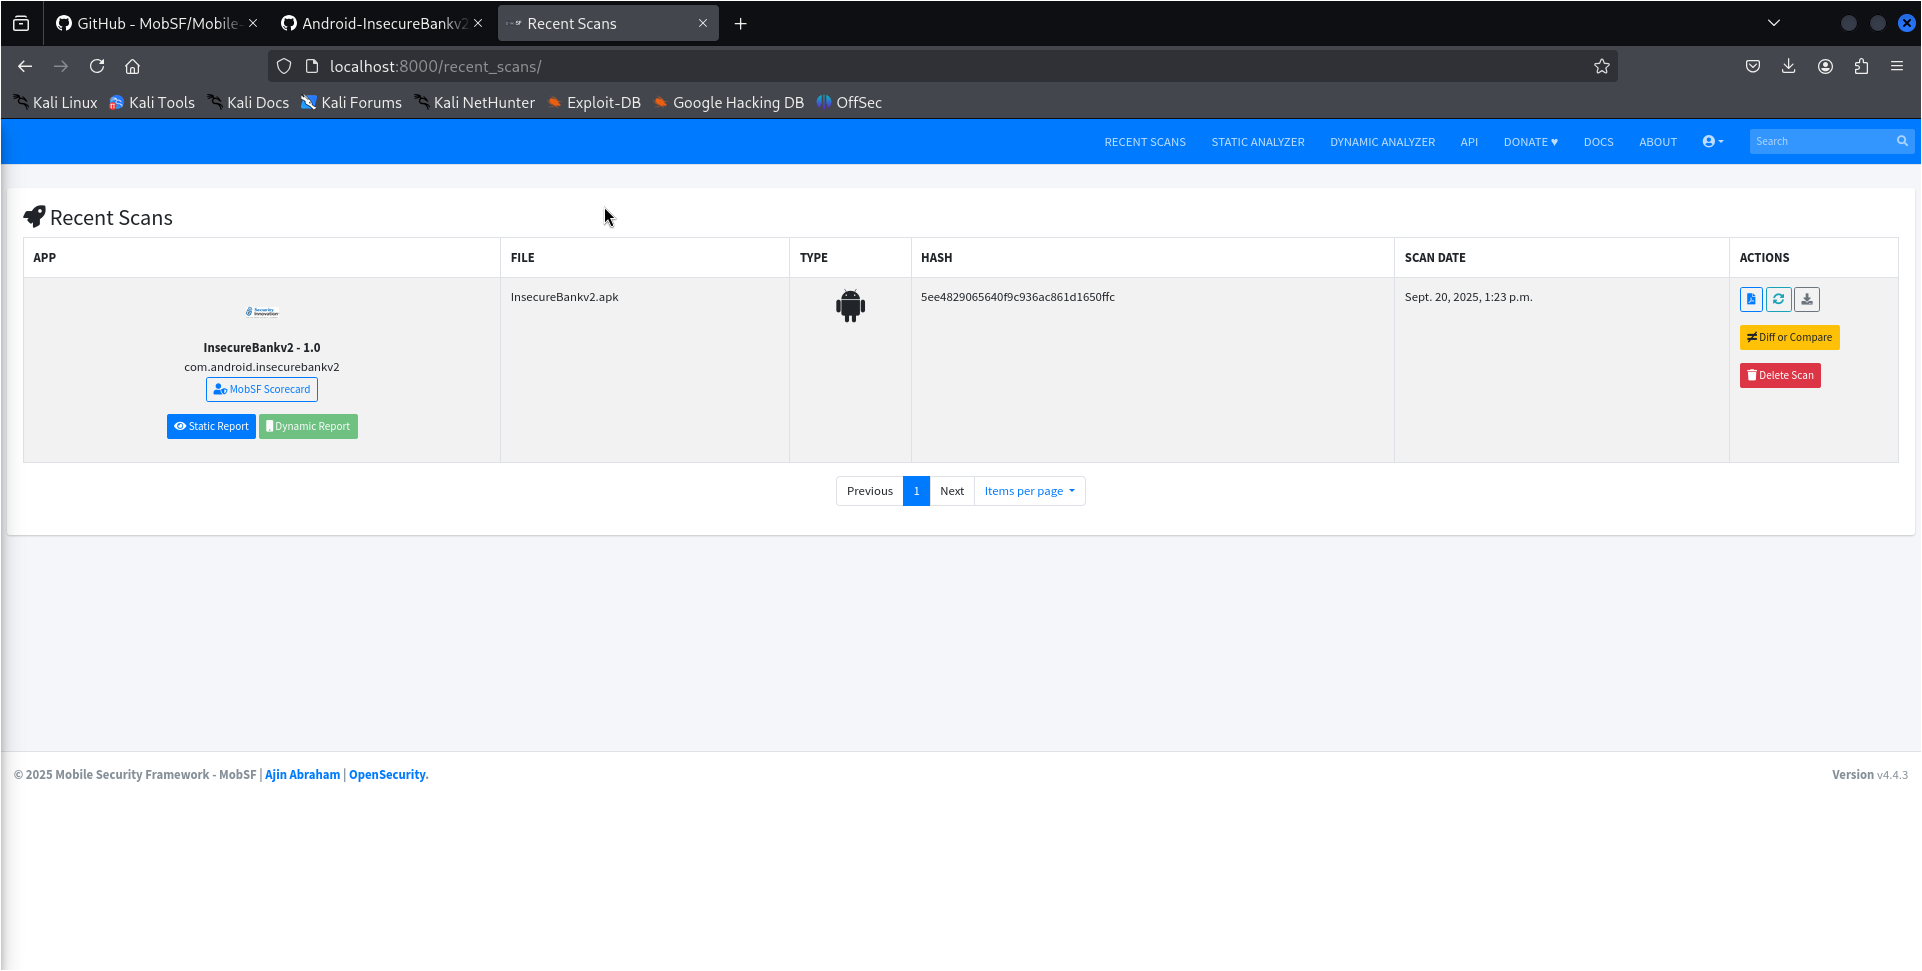 GitHub - MobSF/Mobile- Android-InsecureBankv2 Recent Scans
localhost:8000/recent_scans/
Kali Linux Kali Tools Kali Docs Kali Forums Kali NetHunter Exploit-DB Google Hacking DB OffSec
RECENT SCANS STATIC ANALYZER DYNAMIC ANALYZER API DONATE ♥ DOCS ABOUT Search
Recent Scans
APP FILE TYPE HASH SCAN DATE ACTIONS
InsecureBankv2.apk 5ee4829065640f9c936ac861d1650ffc Sept. 20, 2025, 1:23 p.m.
Security
Innovation
Diff or Compare
InsecureBankv2 - 1.0
com.android.insecurebankv2
Delete Scan
MobSF Scorecard
Static Report Dynamic Report
Previous 1 Next Items per page
© 2025 Mobile Security Framework - MobSF | Ajin Abraham | OpenSecurity. Version v4.4.3